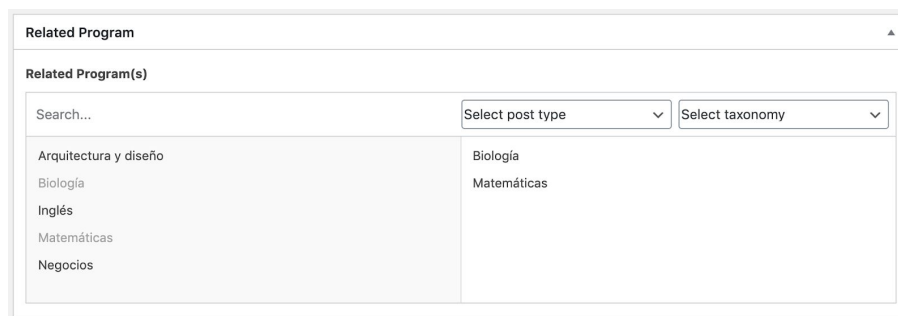 Related Program
Related Program(s)
Search...
Select post type
Select taxonomy
Arquitectura y diseño
Biología
Inglés
Matemáticas
Negocios
Biología
Matemáticas